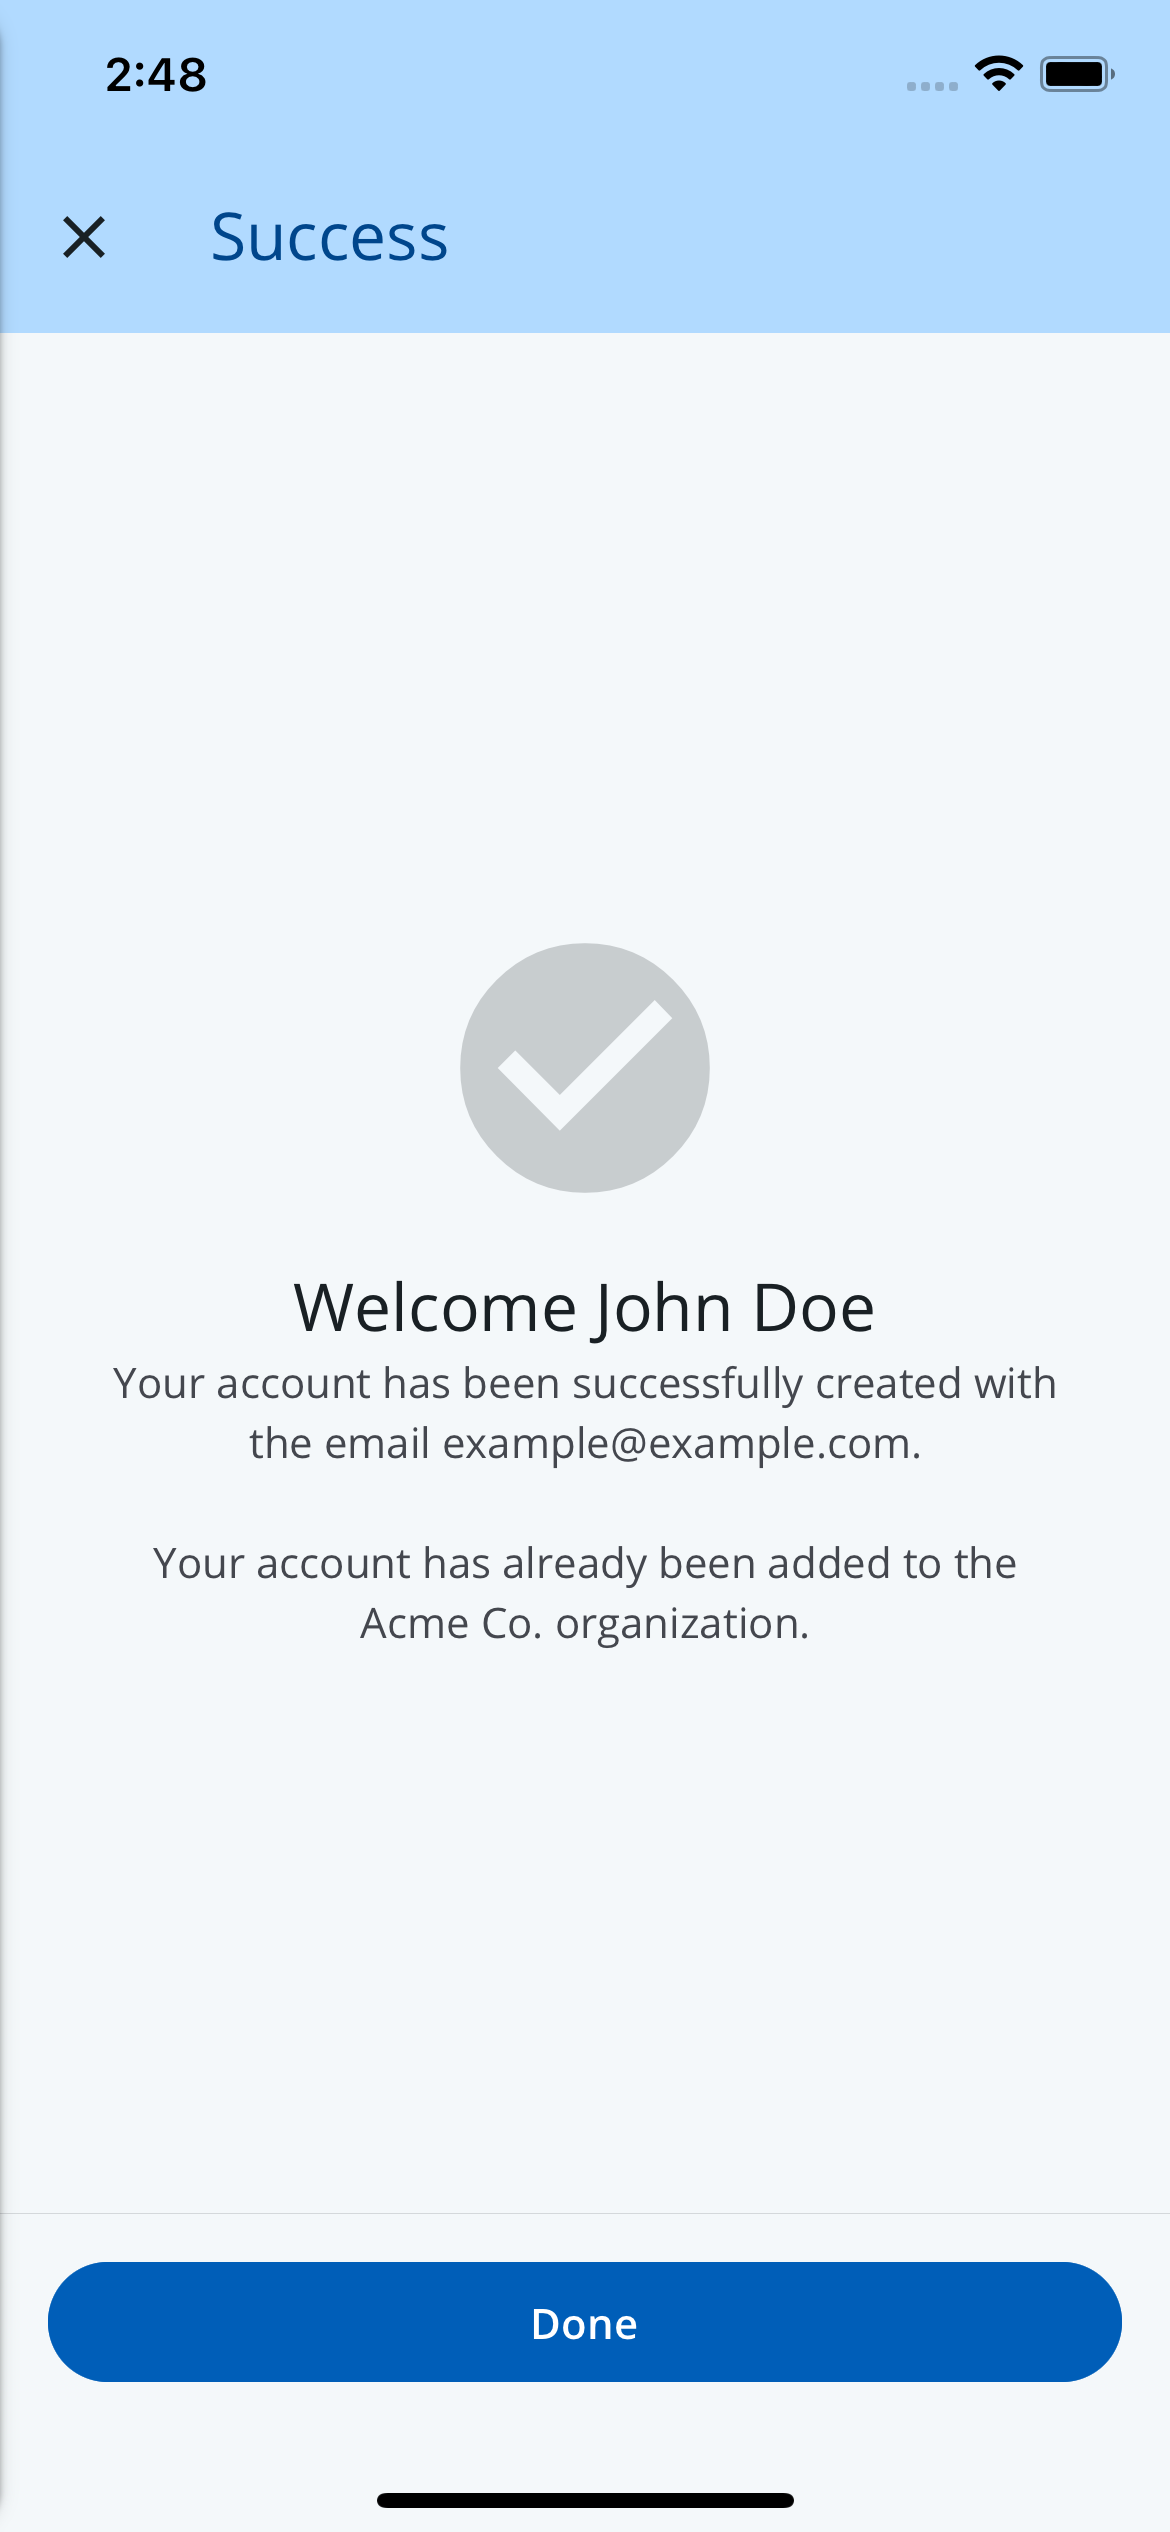 2:48
Success
Welcome John Doe
Your account has been successfully created with
the email example@example.com.
Your account has already been added to the
Acme Co. organization.
Done